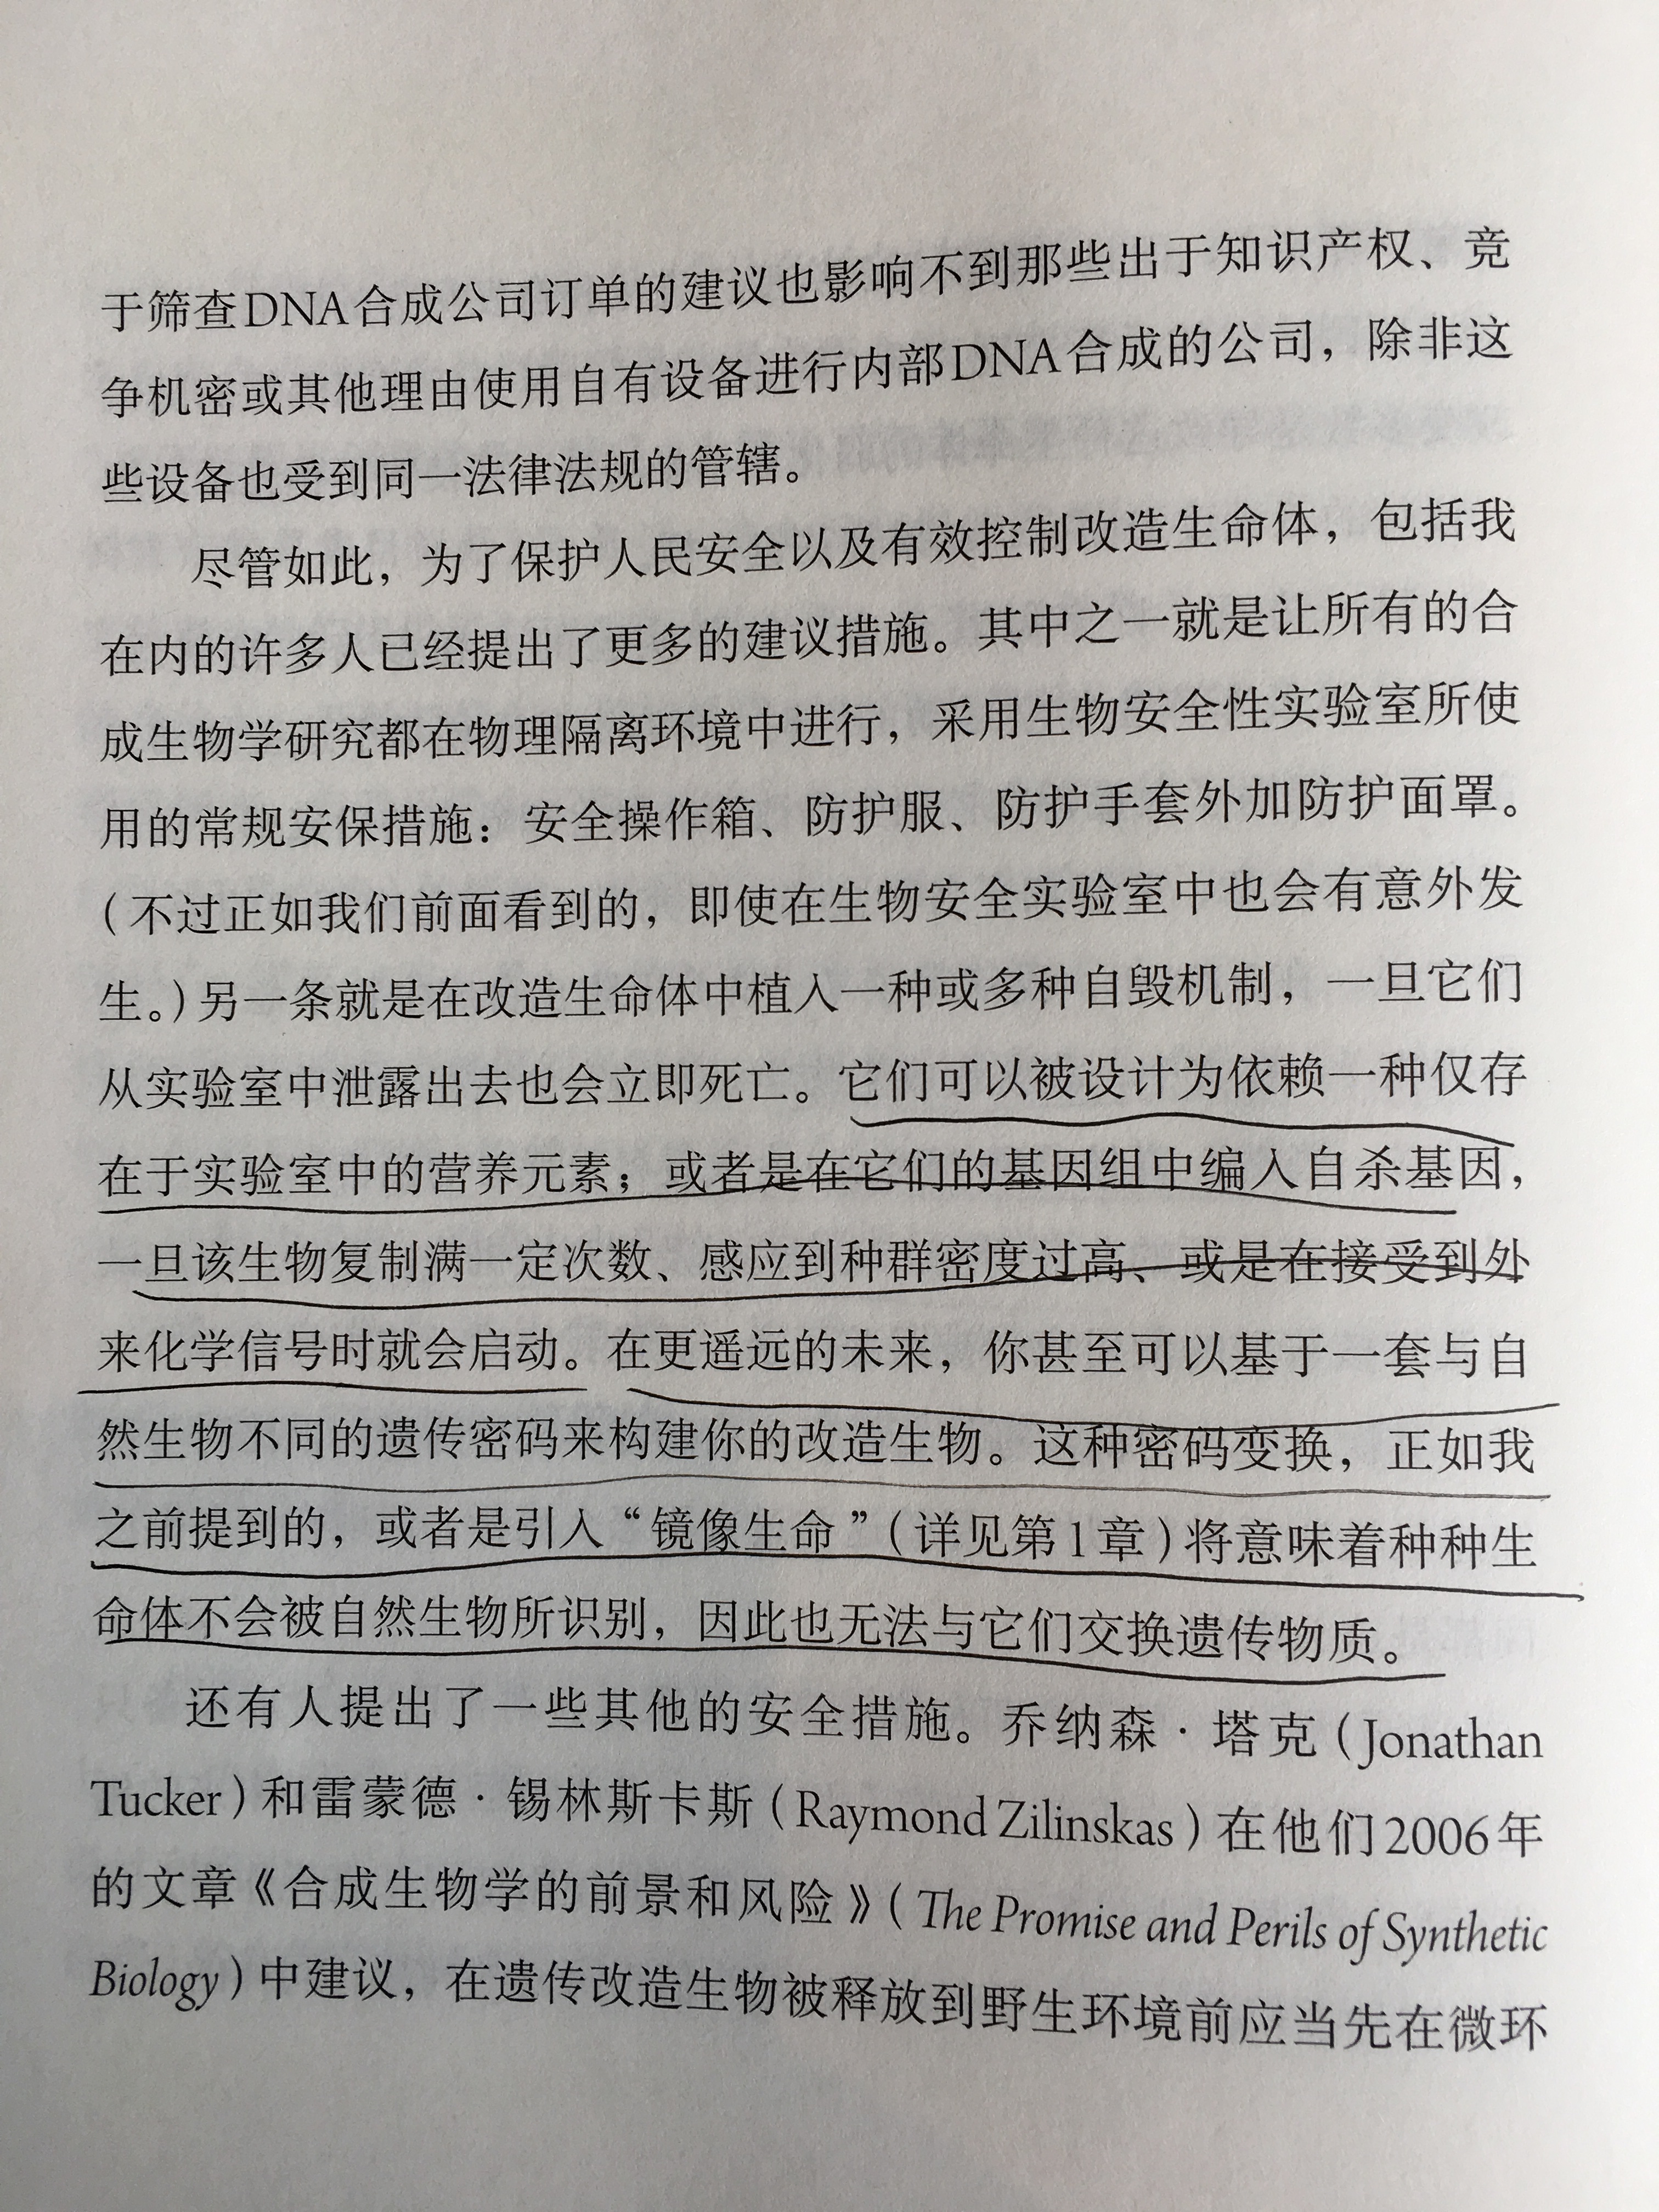 于筛查DNA合成公司订单的建议也影响不到那些出于知识产权、竞
争机密或其他理由使用自有设备进行内部DNA合成的公司，除非这
些设备也受到同一法律法规的管辖。
尽管如此，为了保护人民安全以及有效控制改造生命体，包括我
在内的许多人已经提出了更多的建议措施。其中之一就是让所有的合
成生物学研究都在物理隔离环境中进行，采用生物安全性实验室所使
用的常规安保措施：安全操作箱、防护服、防护手套外加防护面罩。
（不过正如我们前面看到的，即使在生物安全实验室中也会有意外发
生。）另一条就是在改造生命体中植入一种或多种自毁机制，一旦它们
从实验室中泄露出去也会立即死亡。它们可以被设计为依赖一种仅存
在于实验室中的营养元素；或者是在它们的基因组中编入自杀基因，
一旦该生物复制满一定次数、感应到种群密度过高、或是在接受到外
来化学信号时就会启动。在更遥远的未来，你甚至可以基于一套与自
然生物不同的遗传密码来构建你的改造生物。这种密码变换，正如我
之前提到的，或者是引入“镜像生命”（详见第1章）将意味着种种生
命体不会被自然生物所识别，因此也无法与它们交换遗传物质。
还有人提出了一些其他的安全措施。乔纳森·塔克（Jonathan
Tucker）和雷蒙德·锡林斯卡斯（Raymond Zilinskas）在他们2006年
的文章《合成生物学的前景和风险》（The Promise and Perils of Synthetic
Biology）中建议，在遗传改造生物被释放到野生环境前应当先在微环